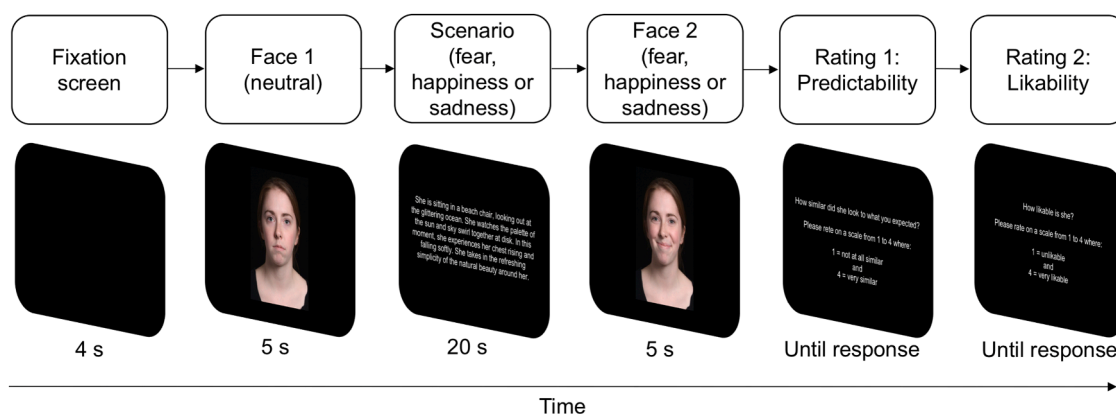 Fixation
screen
Face 1
(neutral)
Scenario
(fear,
happiness or
sadness)
Face 2
(fear,
happiness or
sadness)
Rating 1:
Predictability
Rating 2:
Likability
She is sitting in a beach chair, looking out at
the glittering ocean. She watches the palette of
the sun and sky swirl together at disk. In this
moment, she experiences her chest rising and
falling softly. She takes in the refreshing
simplicity of the natural beauty around her.
How similar did she look to what you expected?
Please rate on a scale from 1 to 4 where:
1 = not at all similar
and
4 = very similar
How likable is she?
Please rate on a scale from 1 to 4 where:
1 = unlikable
and
4 = very likable
4 s
5 s
20 s
5 s
Until response
Until response
Time